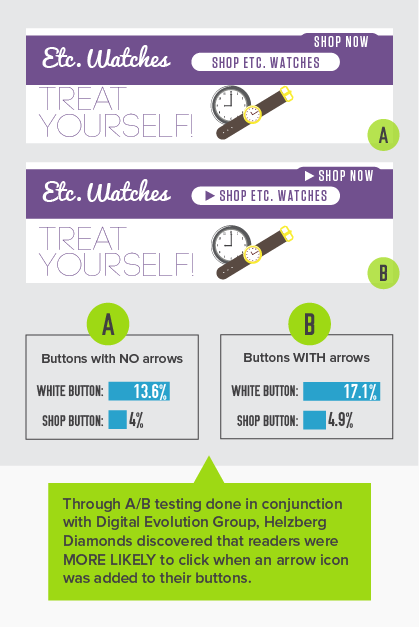 SHOP NOW
Etc. Watches
SHOP ETC. WATCHES
TREAT
YOURSELF!
A
SHOP NOW
Etc. Watches
SHOP ETC. WATCHES
TREAT
YOURSELF!
B
A
Buttons with NO arrows
WHITE BUTTON: 13.6%
SHOP BUTTON: 4%
B
Buttons WITH arrows
WHITE BUTTON: 17.1%
SHOP BUTTON: 4.9%
Through A/B testing done in conjunction
with Digital Evolution Group, Helzberg
Diamonds discovered that readers were
MORE LIKELY to click when an arrow icon
was added to their buttons.